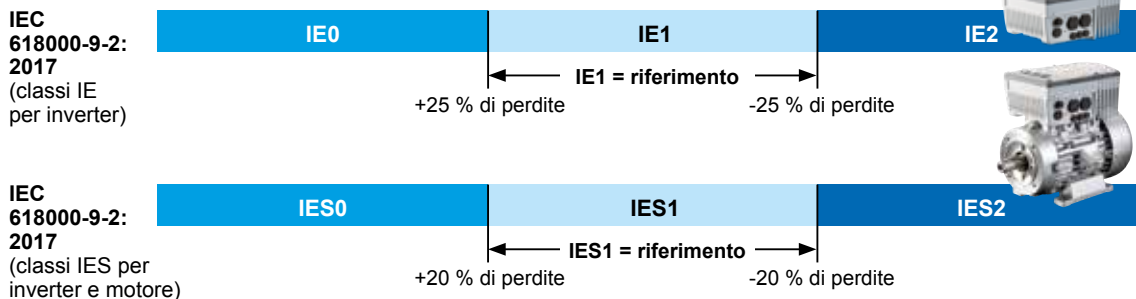 IEC
618000-9-2:
2017
(classi IE
per inverter)
IE0
IE1
IE2
IE1 = riferimento
+25 % di perdite
-25 % di perdite
IEC
618000-9-2:
2017
(classi IES per
inverter e motore)
IES0
IES1
IES2
IES1 = riferimento
+20 % di perdite
-20 % di perdite